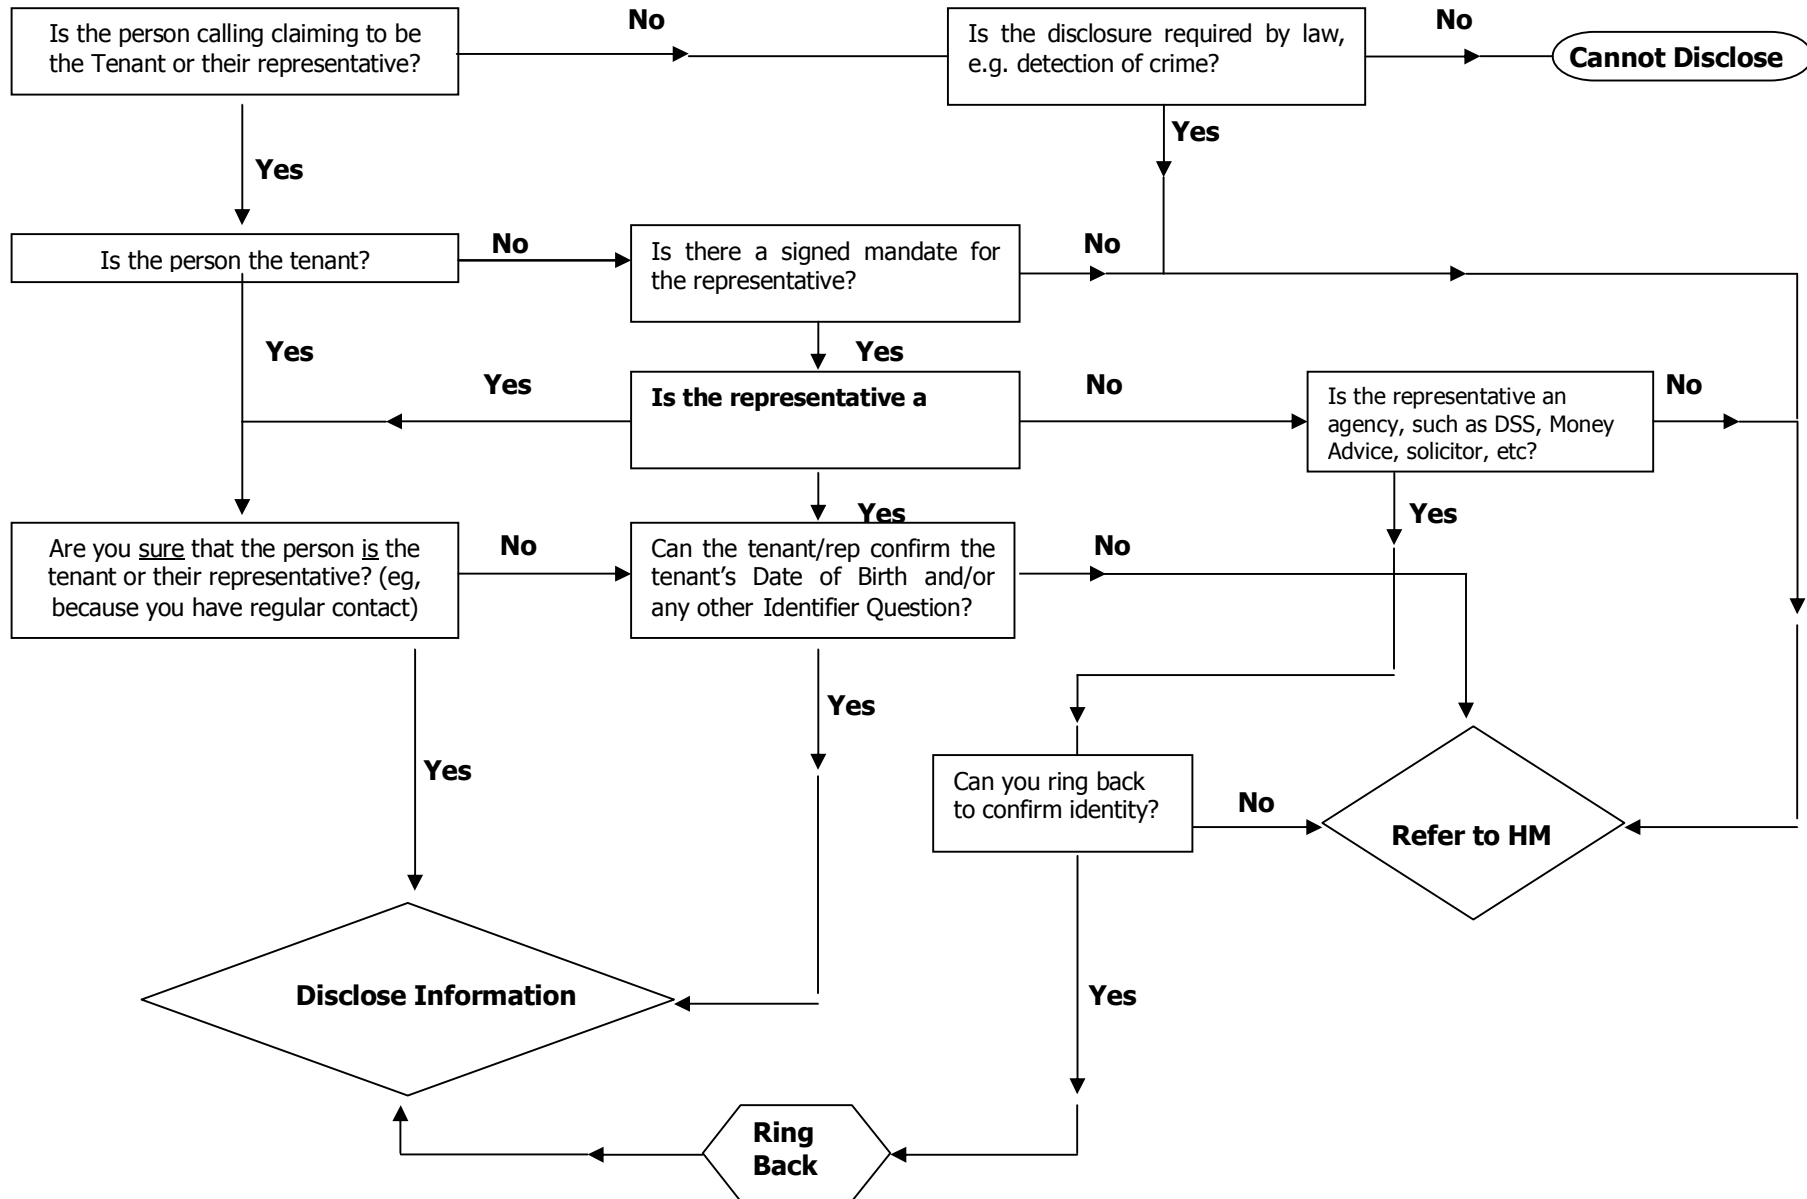 No
No
Is the person calling claiming to be
the Tenant or their representative?
Is the disclosure required by law,
e.g. detection of crime?
Cannot Disclose
Yes
Yes
Is the person the tenant?
No
Is there a signed mandate for
the representative?
No
Yes
Yes
Yes
Is the representative a
No
Is the representative an
agency, such as DSS, Money
Advice, solicitor, etc?
No
Yes
Yes
Are you sure that the person is the
tenant or their representative? (eg,
because you have regular contact)
No
Can the tenant/rep confirm the
tenant's Date of Birth and/or
any other Identifier Question?
No
Yes
Yes
Can you ring back
to confirm identity?
No
Refer to HM
Disclose Information
Yes
Ring
Back